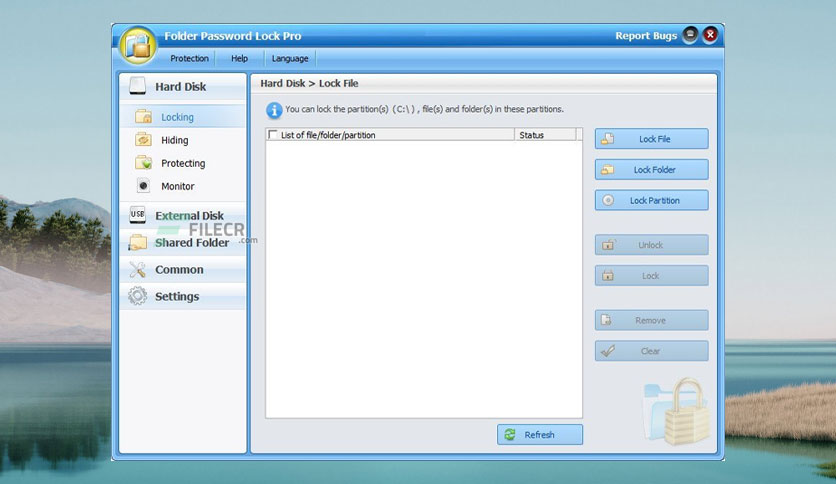 Folder Password Lock Pro
Report Bugs
Protection Help Language
Hard Disk
Locking
Hiding
Protecting
Monitor
USB
External Disk
FILECR
.com
Shared Folder
Common
Settings
Hard Disk > Lock File
You can lock the partition(s) (C:\), file(s) and folder(s) in these partitions.
List of file/folder/partition Status
Lock File
Lock Folder
Lock Partition
Unlock
Lock
Remove
Clear
Refresh